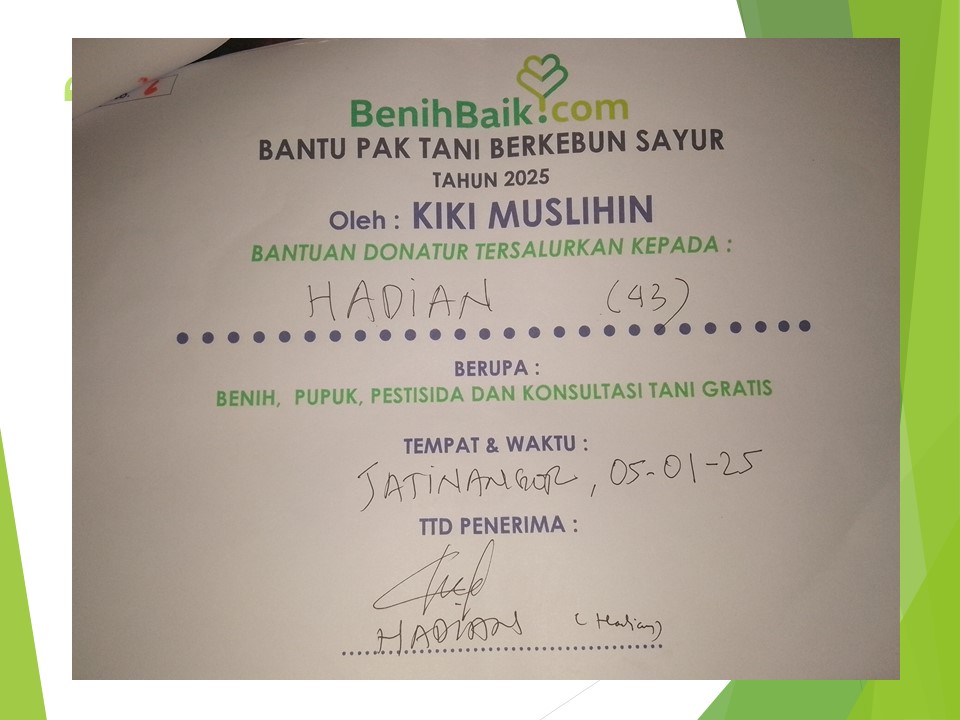 BenihBaik.com
BANTU PAK TANI BERKEBUN SAYUR
TAHUN 2025
Oleh : KIKI MUSLIHIN
BANTUAN DONATUR TERSALURKAN KEPADA :
HADIAN (43)
BERUPA :
BENIH, PUPUK, PESTISIDA DAN KONSULTASI TANI GRATIS
TEMPAT & WAKTU :
JATINANGOR, 05-01-25
TTD PENERIMA :
HADIAN (Hadian)